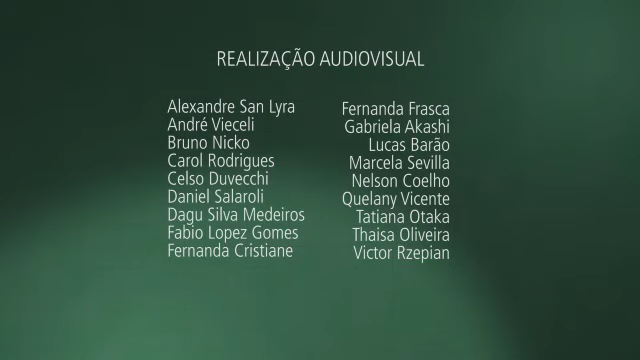 REALIZAÇÃO AUDIOVISUAL
Alexandre San Lyra
André Vieceli
Bruno Nicko
Carol Rodrigues
Celso Duvecchi
Daniel Salaroli
Dagu Silva Medeiros
Fabio Lopez Gomes
Fernanda Cristiane
Fernanda Frasca
Gabriela Akashi
Lucas Barão
Marcela Sevilla
Nelson Coelho
Quelany Vicente
Tatiana Otaka
Thaisa Oliveira
Victor Rzepian